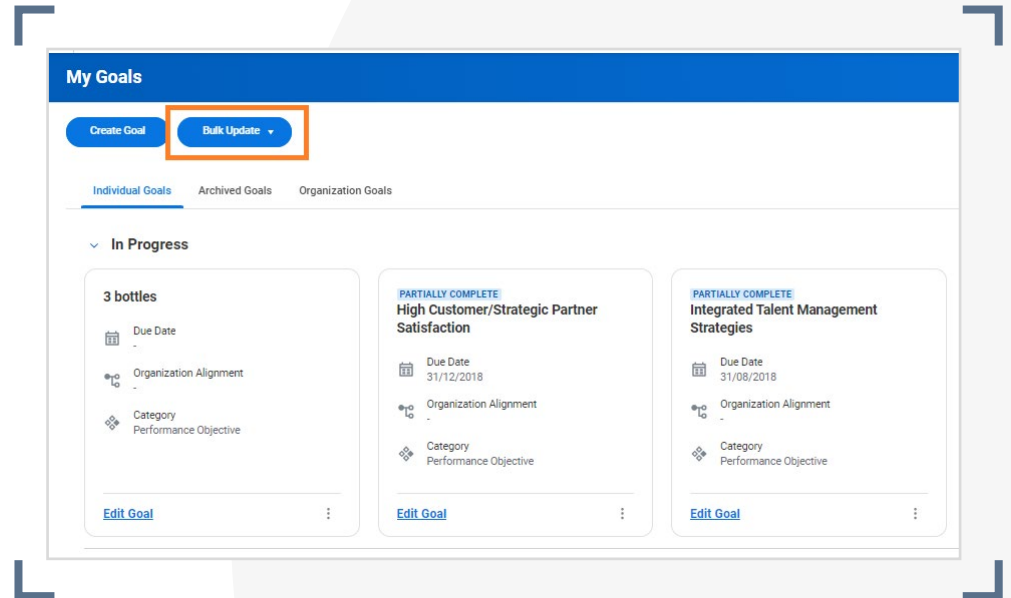 My Goals
Create Goal
Bulk Update
Individual Goals
Archived Goals
Organization Goals
In Progress
3 bottles
Due Date
-
Organization Alignment
-
Category
Performance Objective
Edit Goal
PARTIALLY COMPLETE
High Customer/Strategic Partner
Satisfaction
Due Date
31/12/2018
Organization Alignment
-
Category
Performance Objective
Edit Goal
PARTIALLY COMPLETE
Integrated Talent Management
Strategies
Due Date
31/08/2018
Organization Alignment
-
Category
Performance Objective
Edit Goal